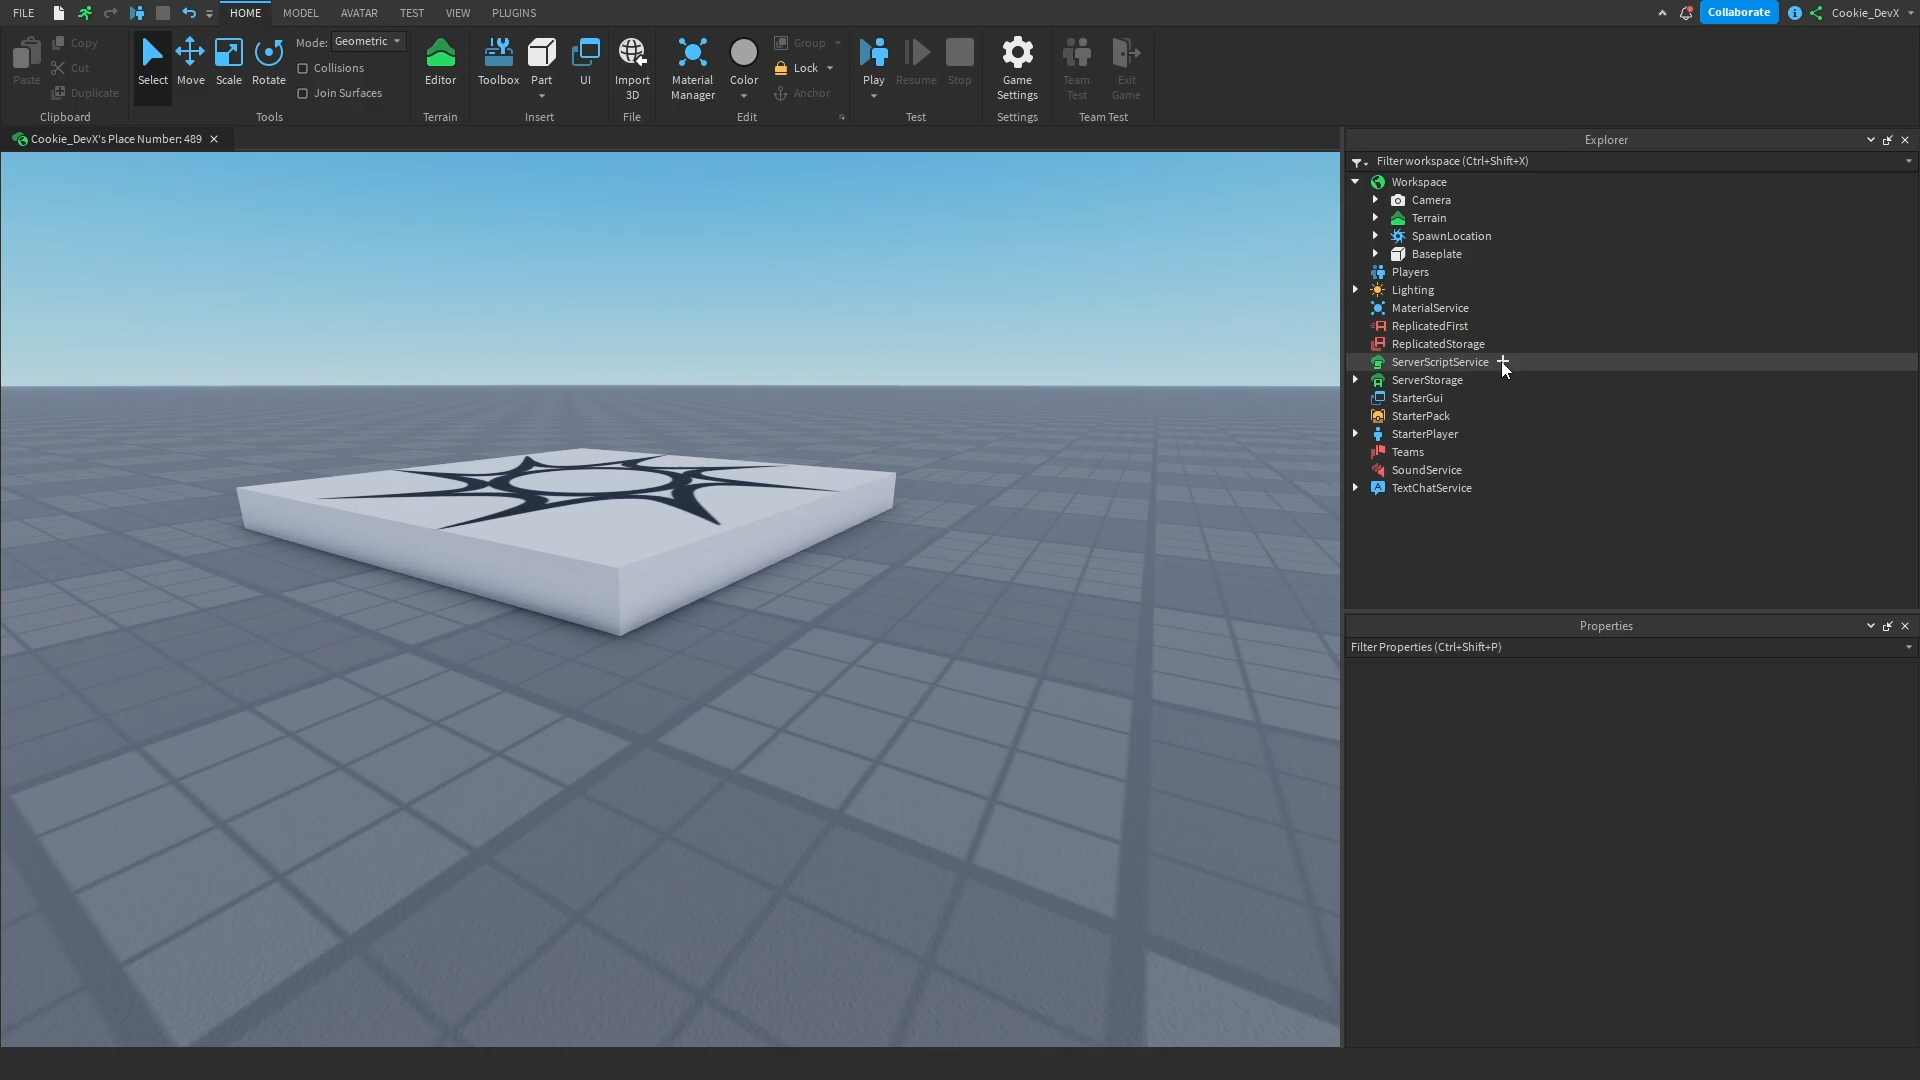 FILE
HOME
MODEL
AVATAR
TEST
VIEW
PLUGINS
Collaborate
Cookie_DevX
Paste
Copy
Cut
Duplicate
Clipboard
Select
Move
Scale
Rotate
Mode: Geometric
Collisions
Join Surfaces
Tools
Editor
Terrain
Toolbox
Part
UI
Insert
Import
3D
File
Material
Manager
Color
Group
Lock
Anchor
Edit
Play
Resume
Stop
Test
Game
Settings
Settings
Team
Test
Exit
Game
Team Test
Cookie_DevX's Place Number: 489
Explorer
Filter workspace (Ctrl+Shift+X)
Workspace
Camera
Terrain
SpawnLocation
Baseplate
Players
Lighting
MaterialService
ReplicatedFirst
ReplicatedStorage
ServerScriptService
ServerStorage
StarterGui
StarterPack
StarterPlayer
Teams
SoundService
TextChatService
Properties
Filter Properties (Ctrl+Shift+P)